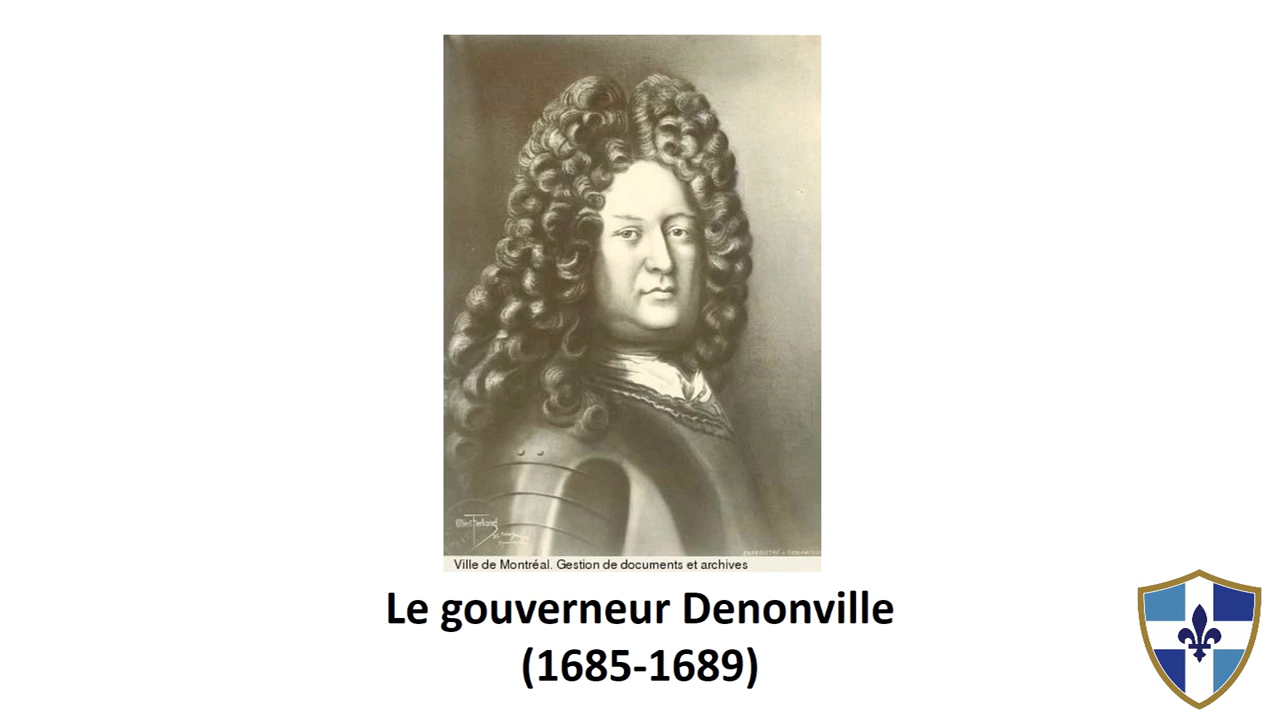 Ville de Montréal. Gestion de documents et archives
Le gouverneur Denonville
(1685-1689)